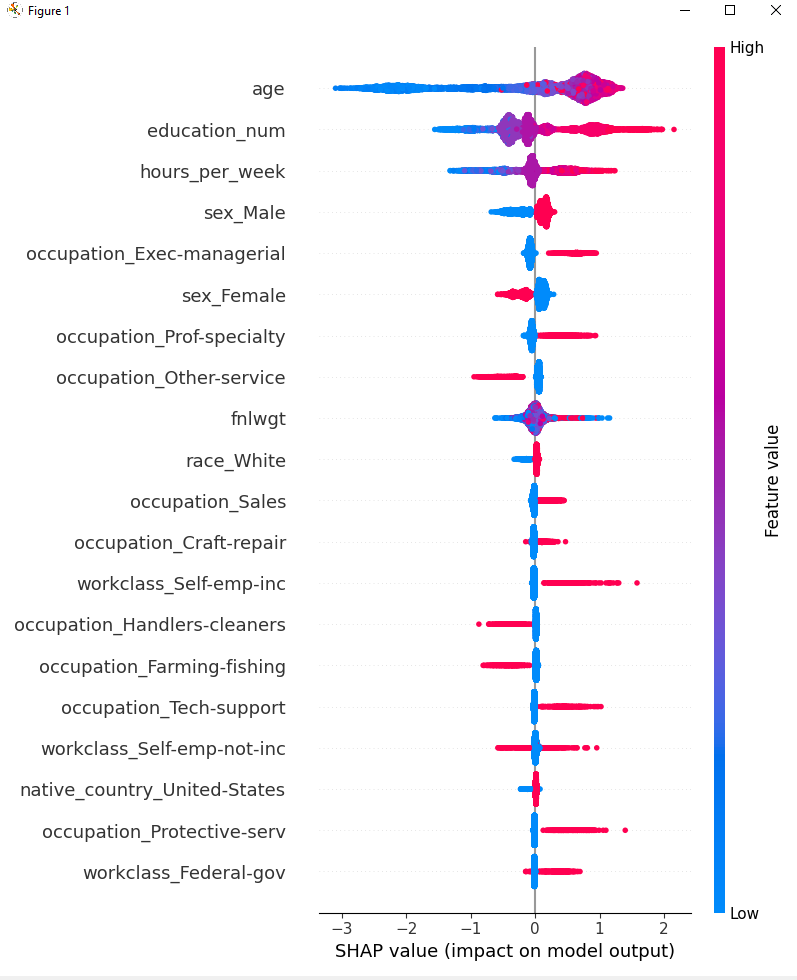 Figure 1
High
age
education_num
hours_per_week
sex_Male
occupation_Exec-managerial
sex_Female
occupation_Prof-specialty
occupation_Other-service
fnlwgt
race_White
occupation_Sales
occupation_Craft-repair
workclass_Self-emp-inc
occupation_Handlers-cleaners
occupation_Farming-fishing
occupation_Tech-support
workclass_Self-emp-not-inc
native_country_United-States
occupation_Protective-serv
workclass_Federal-gov
Feature value
Low
−3 −2 −1 0 1 2
SHAP value (impact on model output)